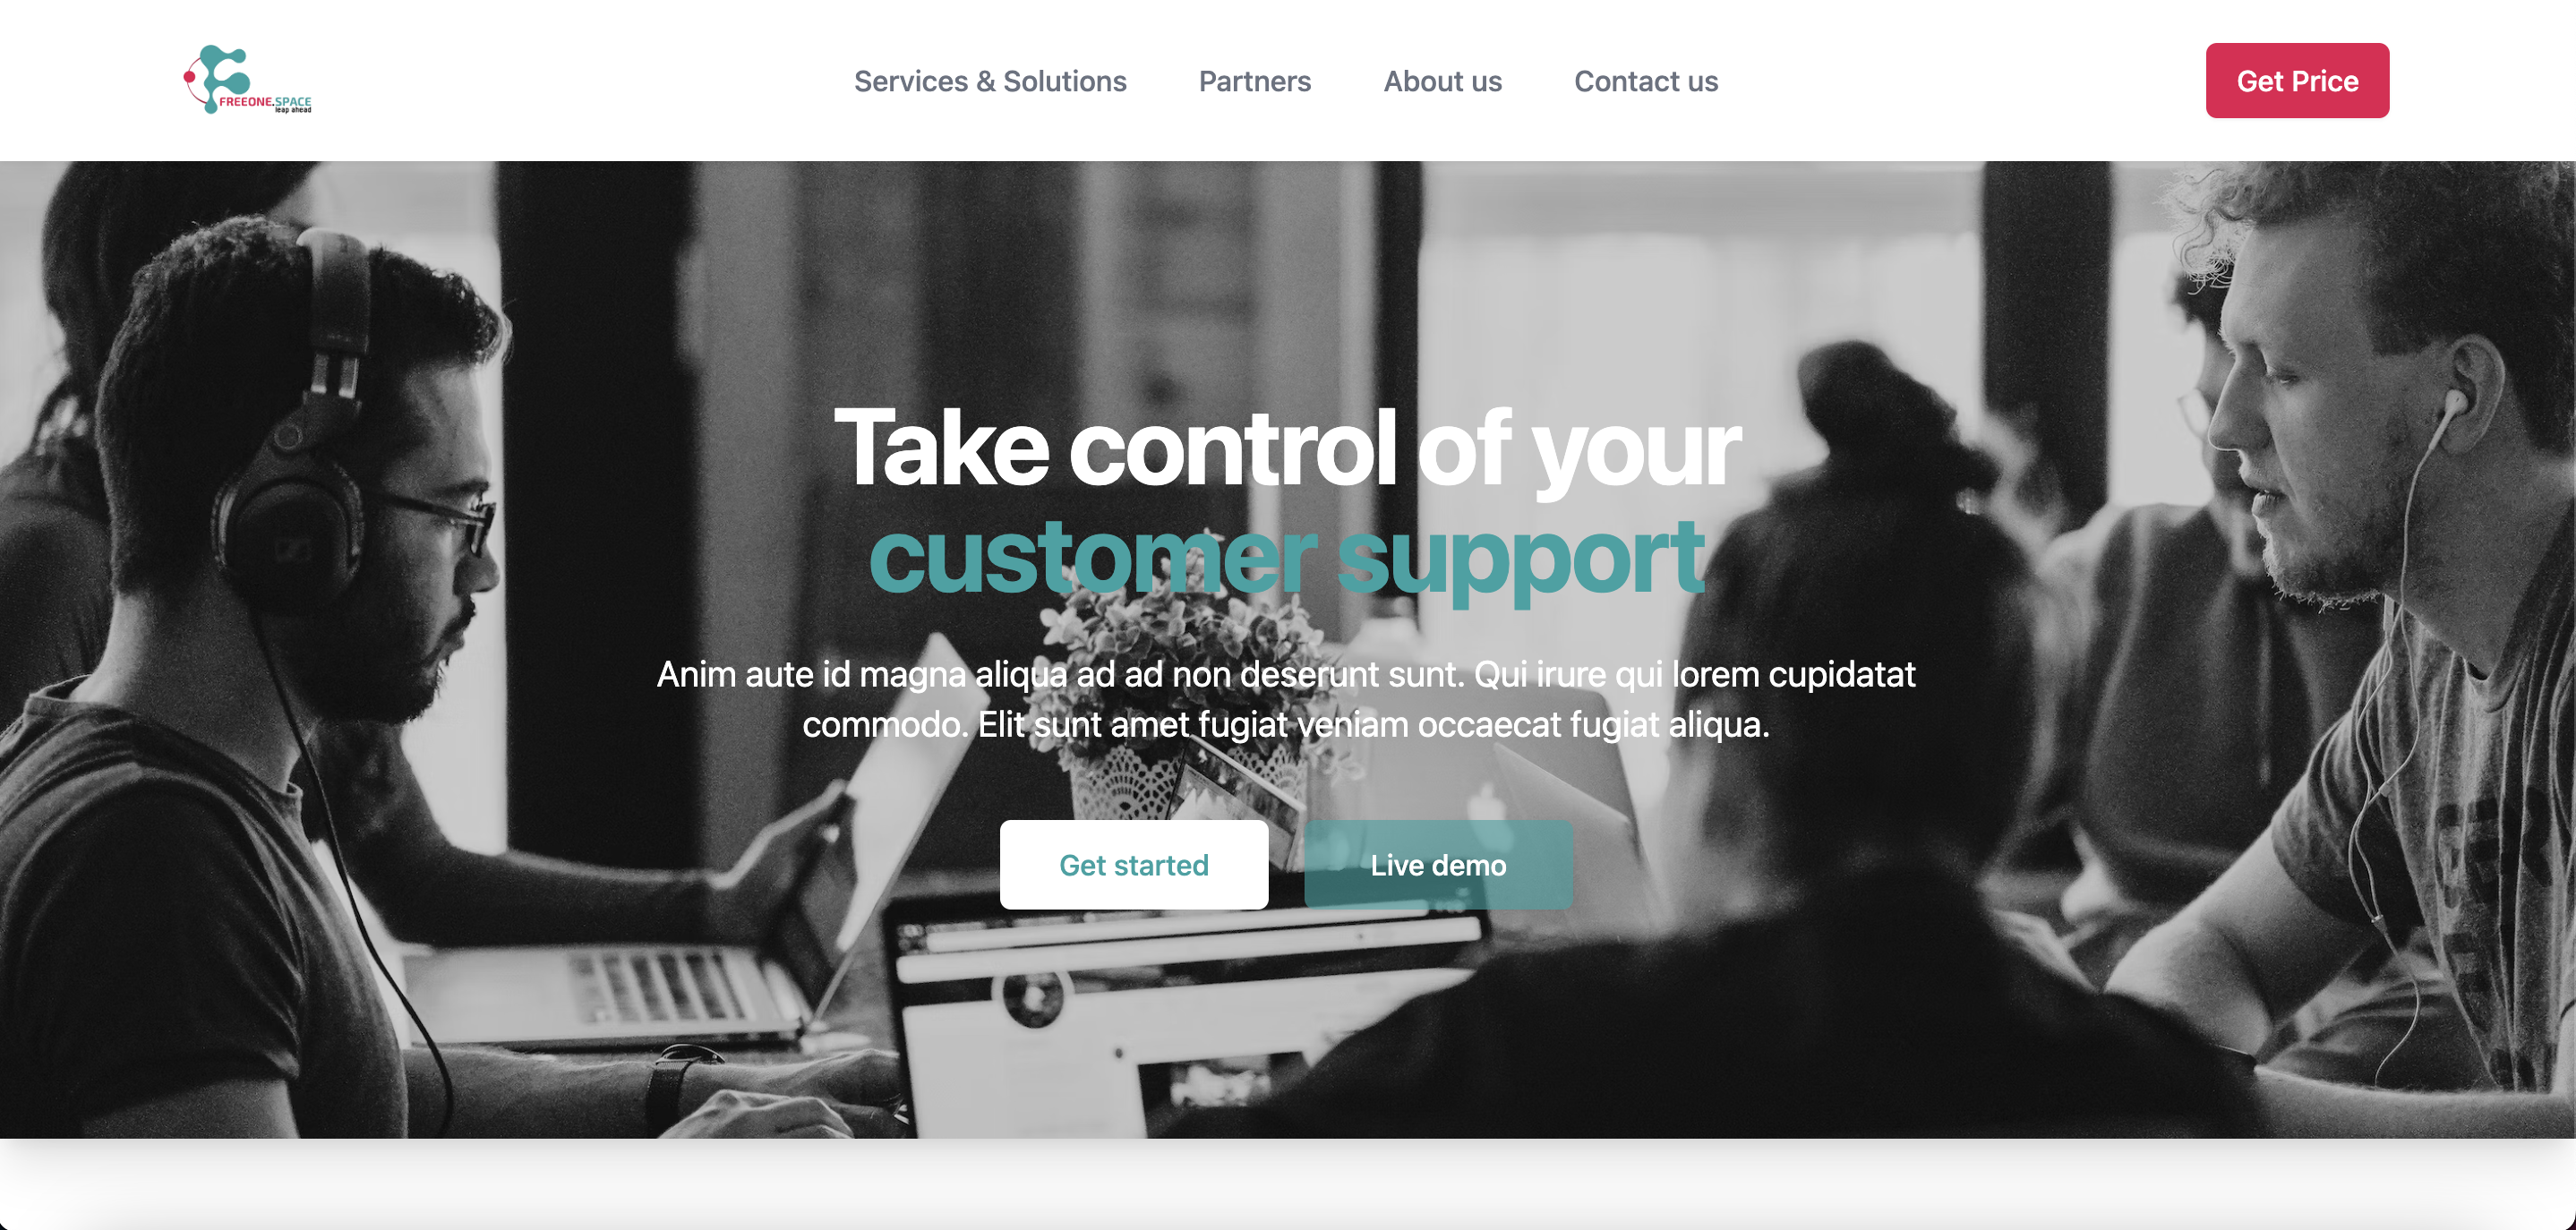 FREEONE.SPACE
leap ahead
Services & Solutions
Partners
About us
Contact us
Get Price
Take control of your
customer support
Anim aute id magna aliqua ad ad non deserunt sunt. Qui irure qui lorem cupidatat
commodo. Elit sunt amet fugiat veniam occaecat fugiat aliqua.
Get started
Live demo